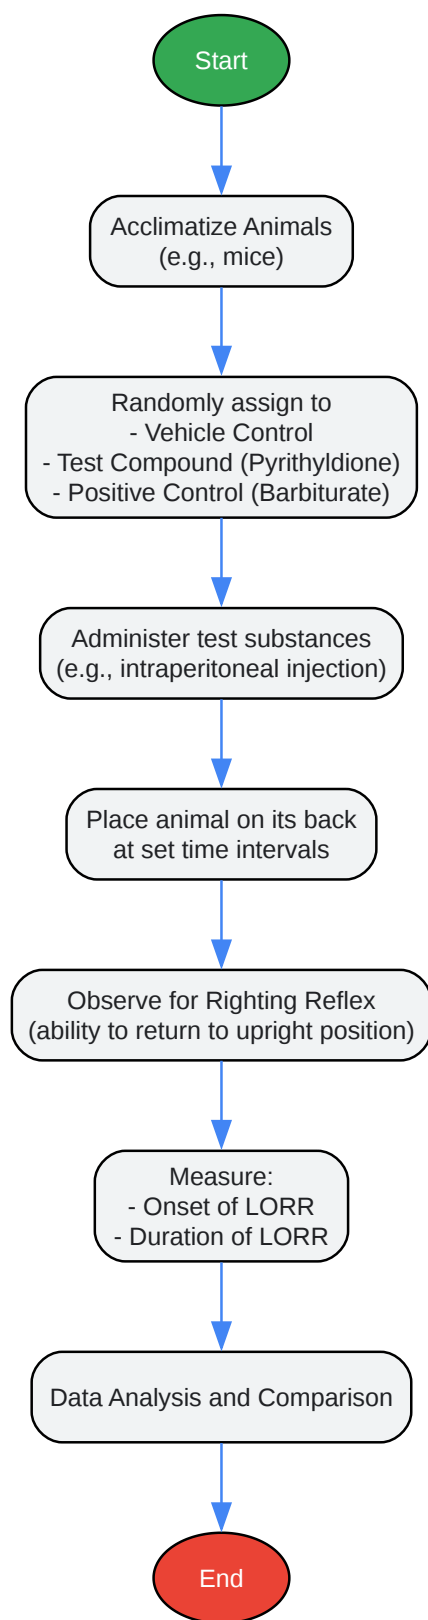 Start
Acclimatize Animals
(e.g., mice)
Randomly assign to
- Vehicle Control
- Test Compound (Pyrithyldione)
- Positive Control (Barbiturate)
Administer test substances
(e.g., intraperitoneal injection)
Place animal on its back
at set time intervals
Observe for Righting Reflex
(ability to return to upright position)
Measure:
- Onset of LORR
- Duration of LORR
Data Analysis and Comparison
End